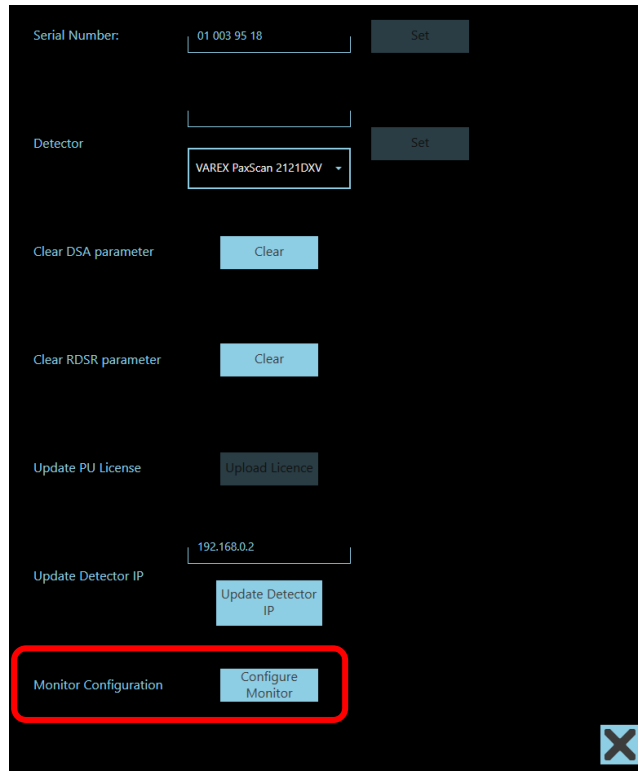 Serial Number:
01 003 95 18
Set
Detector
Set
VAREX PaxScan 2121DXV
Clear DSA parameter
Clear
Clear RDSR parameter
Clear
Update PU License
Upload Licence
192.168.0.2
Update Detector IP
Update Detector
IP
Monitor Configuration
Configure
Monitor